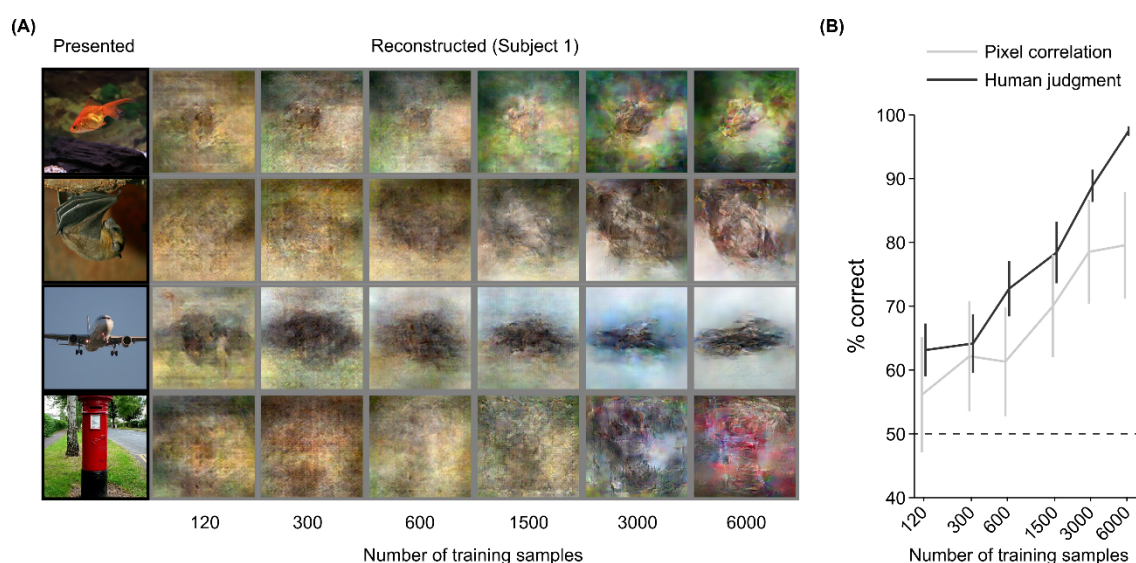 (A)
Presented
Reconstructed (Subject 1)
120 300 600 1500 3000 6000
Number of training samples
(B)
Pixel correlation
Human judgment
100
90
80
70
60
50
40
% correct
120 300 600 1500 3000 6000
Number of training samples